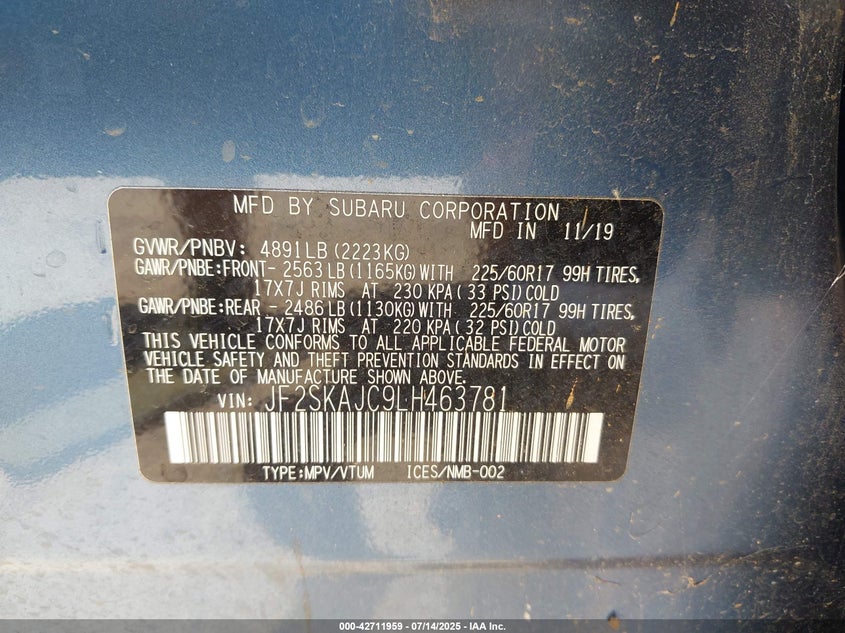 MFD BY SUBARU CORPORATION
MFD IN 11/19
GVWR/PNBV: 4891LB (2223KG)
GAWR/PNBE:FRONT- 2563LB(1165KG)WITH 225/60R17 99H TIRES,
17X7J RIMS AT 230 KPA( 33 PSI)COLD
GAWR/PNBE:REAR - 2486LB(1130KG)WITH 225/60R17 99H TIRES,
17X7J RIMS AT 220 KPA( 32 PSI)COLD
THIS VEHICLE CONFORMS TO ALL APPLICABLE FEDERAL MOTOR
VEHICLE SAFETY AND THEFT PREVENTION STANDARDS IN EFFECT ON
THE DATE OF MANUFACTURE SHOWN ABOVE.
VIN: JF2SKAJC9LH463781
TYPE:MPV/VTUM ICES/NMB-002
000-42711959 - 07/14/2025 - IAA Inc.